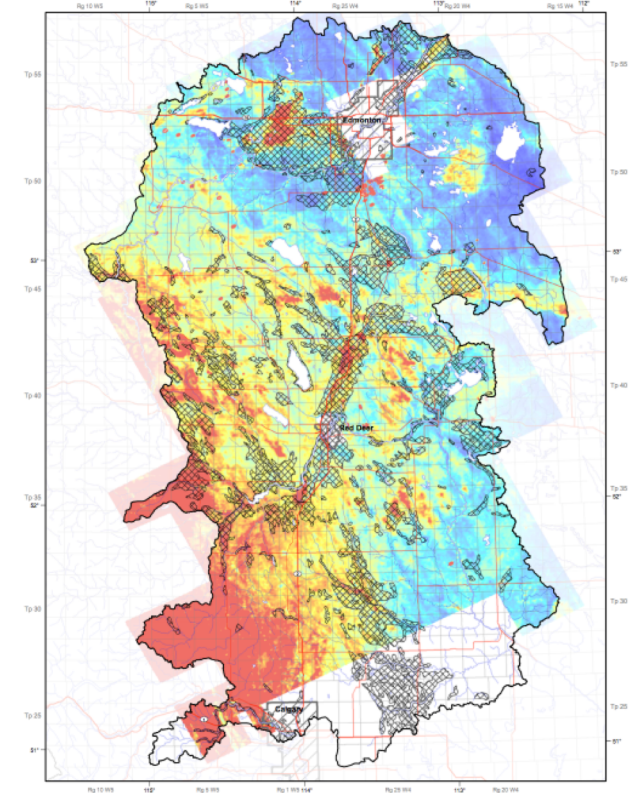 115° 113° 112°
Rg 10 W5 Rg 5 W5 Rg 25 W4 Rg 20 W4 Rg 15 W4
Tp 55 Tp 55
Edmonton
Tp 50 Tp 50
53° 53°
Tp 45 Tp 45
Tp 40 Tp 40
Red Deer
Tp 35 Tp 35
52° 52°
Tp 30 Tp 30
Tp 25 Calgary Tp 25
51° 51°
Rg 10 W5 Rg 5 W5 Rg 1 W5 114° Rg 25 W4 Rg 20 W4